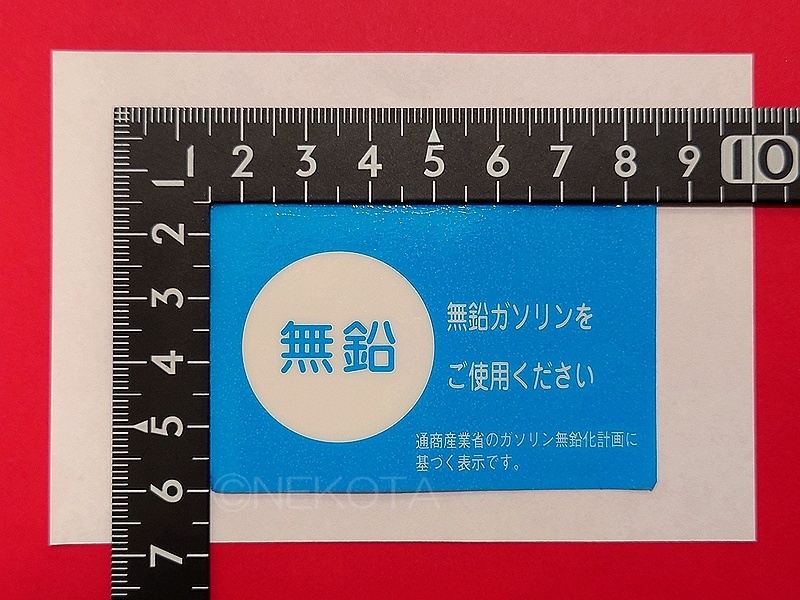 1 2 3 4 5 6 7 8 9 10
1
2
3
4
5
6
7
無鉛
無鉛ガソリンを
ご使用ください
通商産業省のガソリン無鉛化計画に
基づく表示です。
©NEKOTA